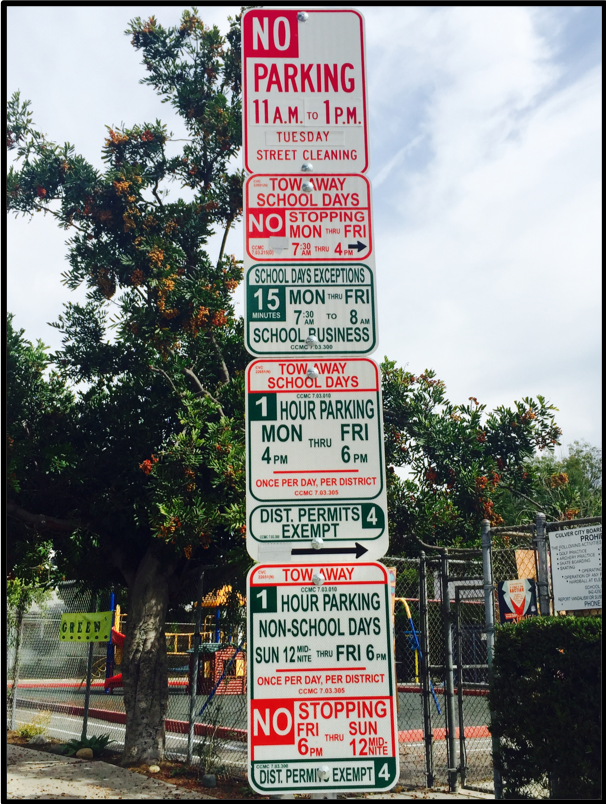 NO
PARKING
11 A.M. TO 1 P.M.
TUESDAY
STREET CLEANING
TOW AWAY
SCHOOL DAYS
NO STOPPING
MON THRU FRI
7:30 AM THRU 4 PM
SCHOOL DAYS EXCEPTIONS
15 MINUTES MON THRU FRI
7:30 AM TO 8 AM
SCHOOL BUSINESS
CCMC 7.03.300
TOW AWAY
SCHOOL DAYS
CCMC 7.03.010
1 HOUR PARKING
MON THRU FRI
4 PM 6 PM
ONCE PER DAY, PER DISTRICT
CCMC 7.03.305
DIST. PERMITS 4
EXEMPT
TOW AWAY
CCMC 7.03.010
1 HOUR PARKING
NON-SCHOOL DAYS
SUN 12 MID-NITE THRU FRI 6 PM
ONCE PER DAY, PER DISTRICT
CCMC 7.03.305
NO STOPPING
FRI THRU SUN
6 PM 12 MID-NITE
DIST. PERMITS EXEMPT 4
GREEN
CULVER CITY BOARD
PROHI
THE FOLLOWING ACTIVITIES